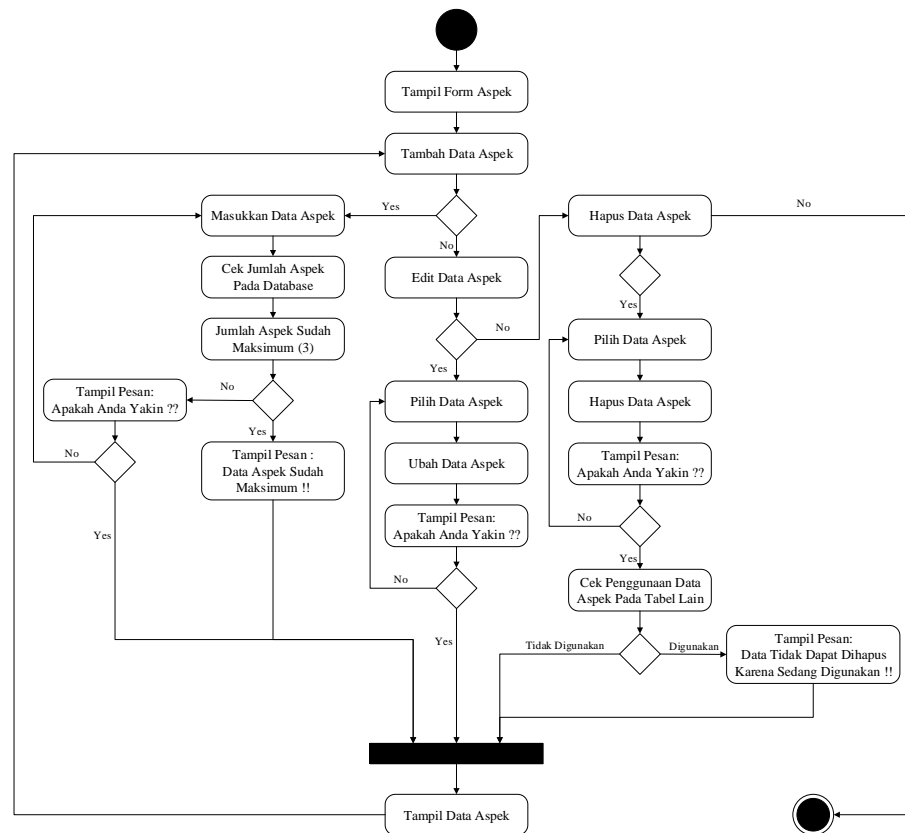 Tampil Form Aspek
Tambah Data Aspek
Yes
No
Masukkan Data Aspek
Cek Jumlah Aspek
Pada Database
Jumlah Aspek Sudah
Maksimum (3)
No
Tampil Pesan:
Apakah Anda Yakin ??
No
Yes
Yes
Tampil Pesan :
Data Aspek Sudah
Maksimum !!
Edit Data Aspek
No
Yes
Pilih Data Aspek
Ubah Data Aspek
Tampil Pesan:
Apakah Anda Yakin ??
No
Yes
Hapus Data Aspek
No
Yes
Pilih Data Aspek
Hapus Data Aspek
Tampil Pesan:
Apakah Anda Yakin ??
No
Yes
Cek Penggunaan Data
Aspek Pada Tabel Lain
Tidak Digunakan
Digunakan
Tampil Pesan:
Data Tidak Dapat Dihapus
Karena Sedang Digunakan !!
Tampil Data Aspek